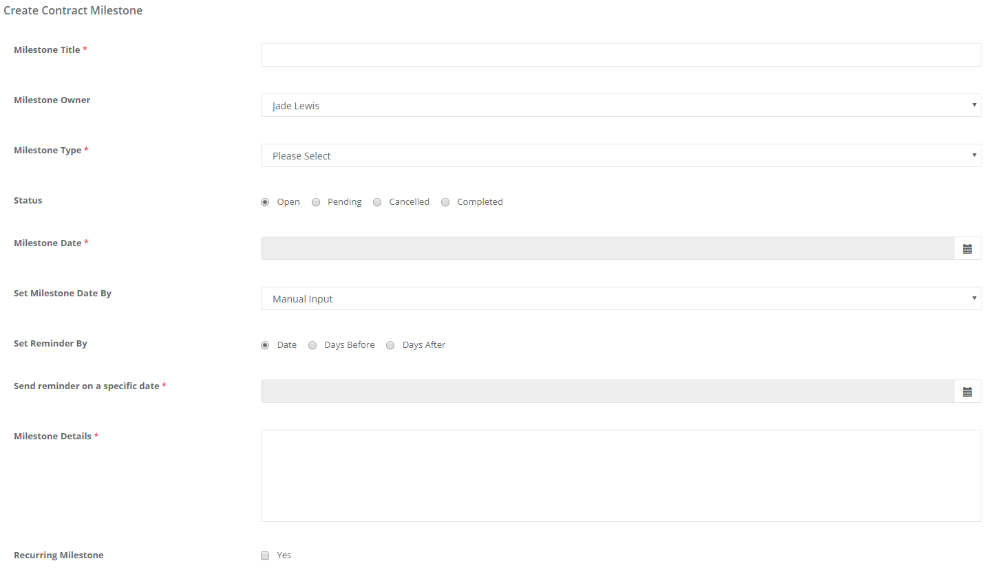 Create Contract Milestone
Milestone Title *
Milestone Owner
Jade Lewis
Milestone Type *
Please Select
Status
Open Pending Cancelled Completed
Milestone Date *
Set Milestone Date By
Manual Input
Set Reminder By
Date Days Before Days After
Send reminder on a specific date *
Milestone Details *
Recurring Milestone
Yes